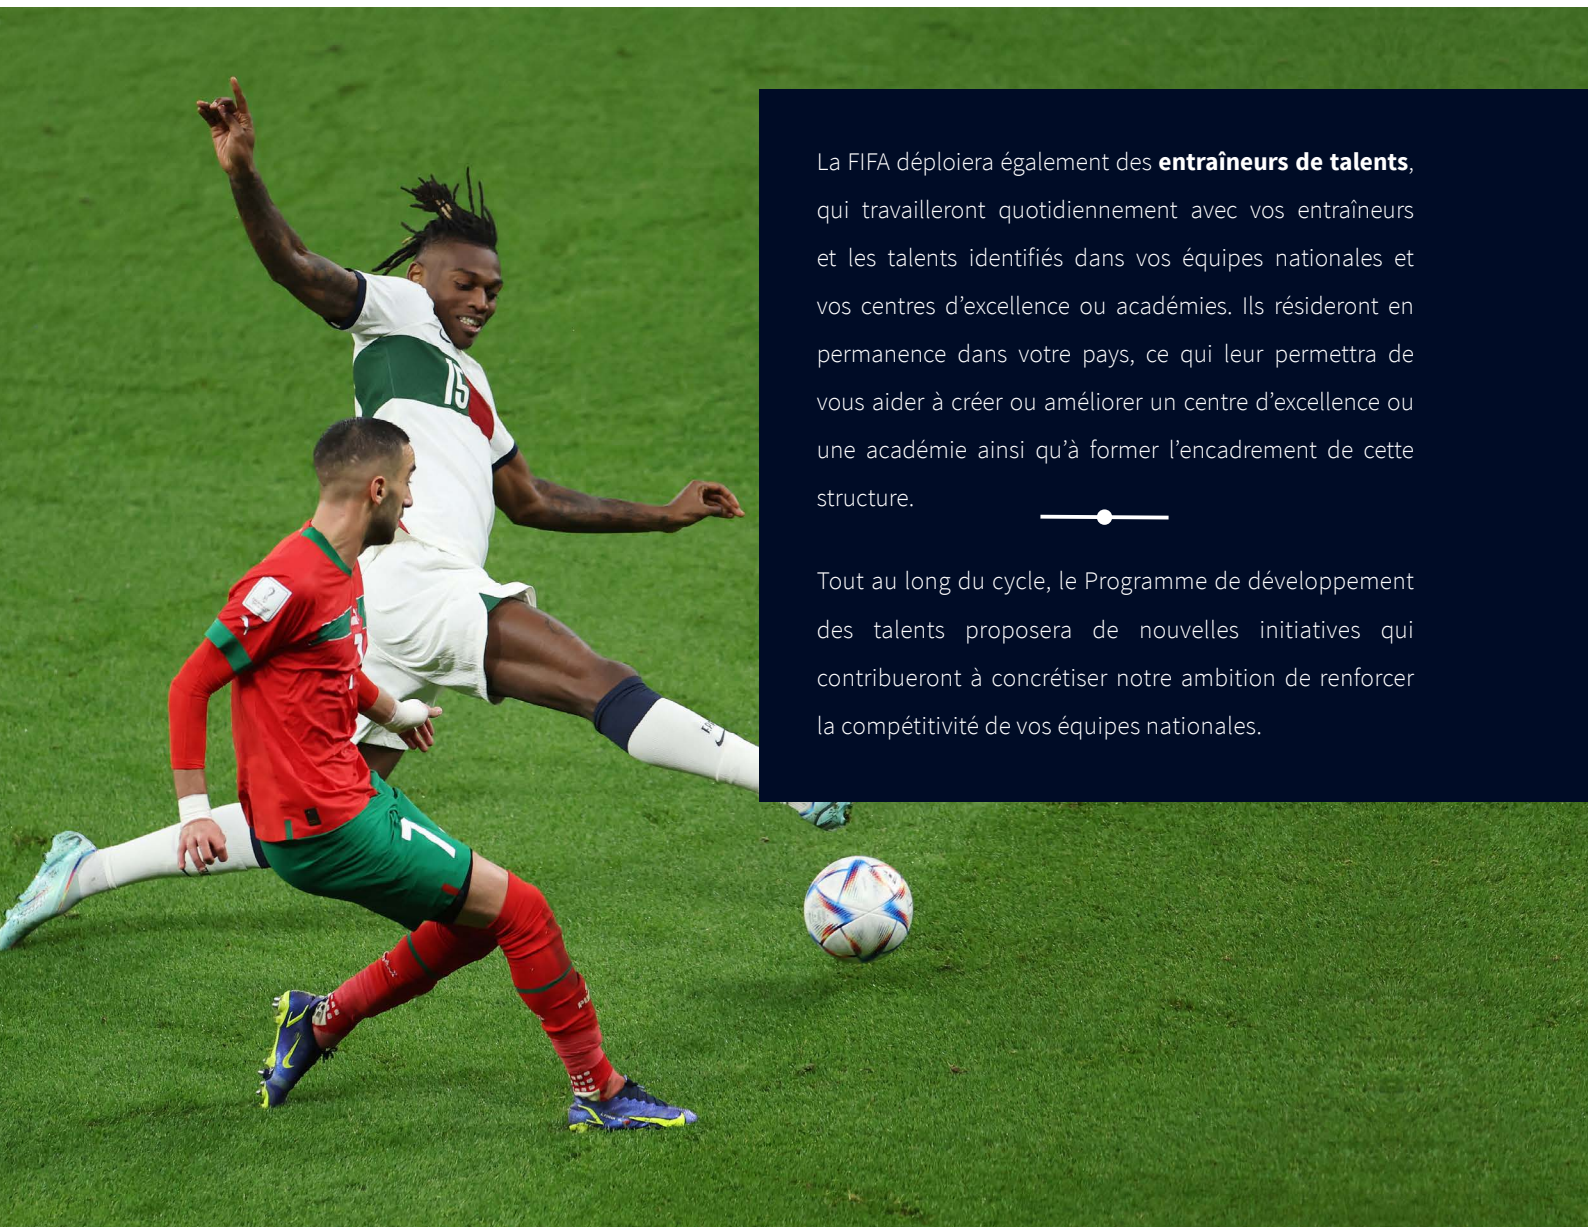 La FIFA déploiera également des entraîneurs de talents,
qui travailleront quotidiennement avec vos entraîneurs
et les talents identifiés dans vos équipes nationales et
vos centres d’excellence ou académies. Ils résideront en
permanence dans votre pays, ce qui leur permettra de
vous aider à créer ou améliorer un centre d’excellence ou
une académie ainsi qu’à former l’encadrement de cette
structure.
Tout au long du cycle, le Programme de développement
des talents proposera de nouvelles initiatives qui
contribueront à concrétiser notre ambition de renforcer
la compétitivité de vos équipes nationales.
15
7